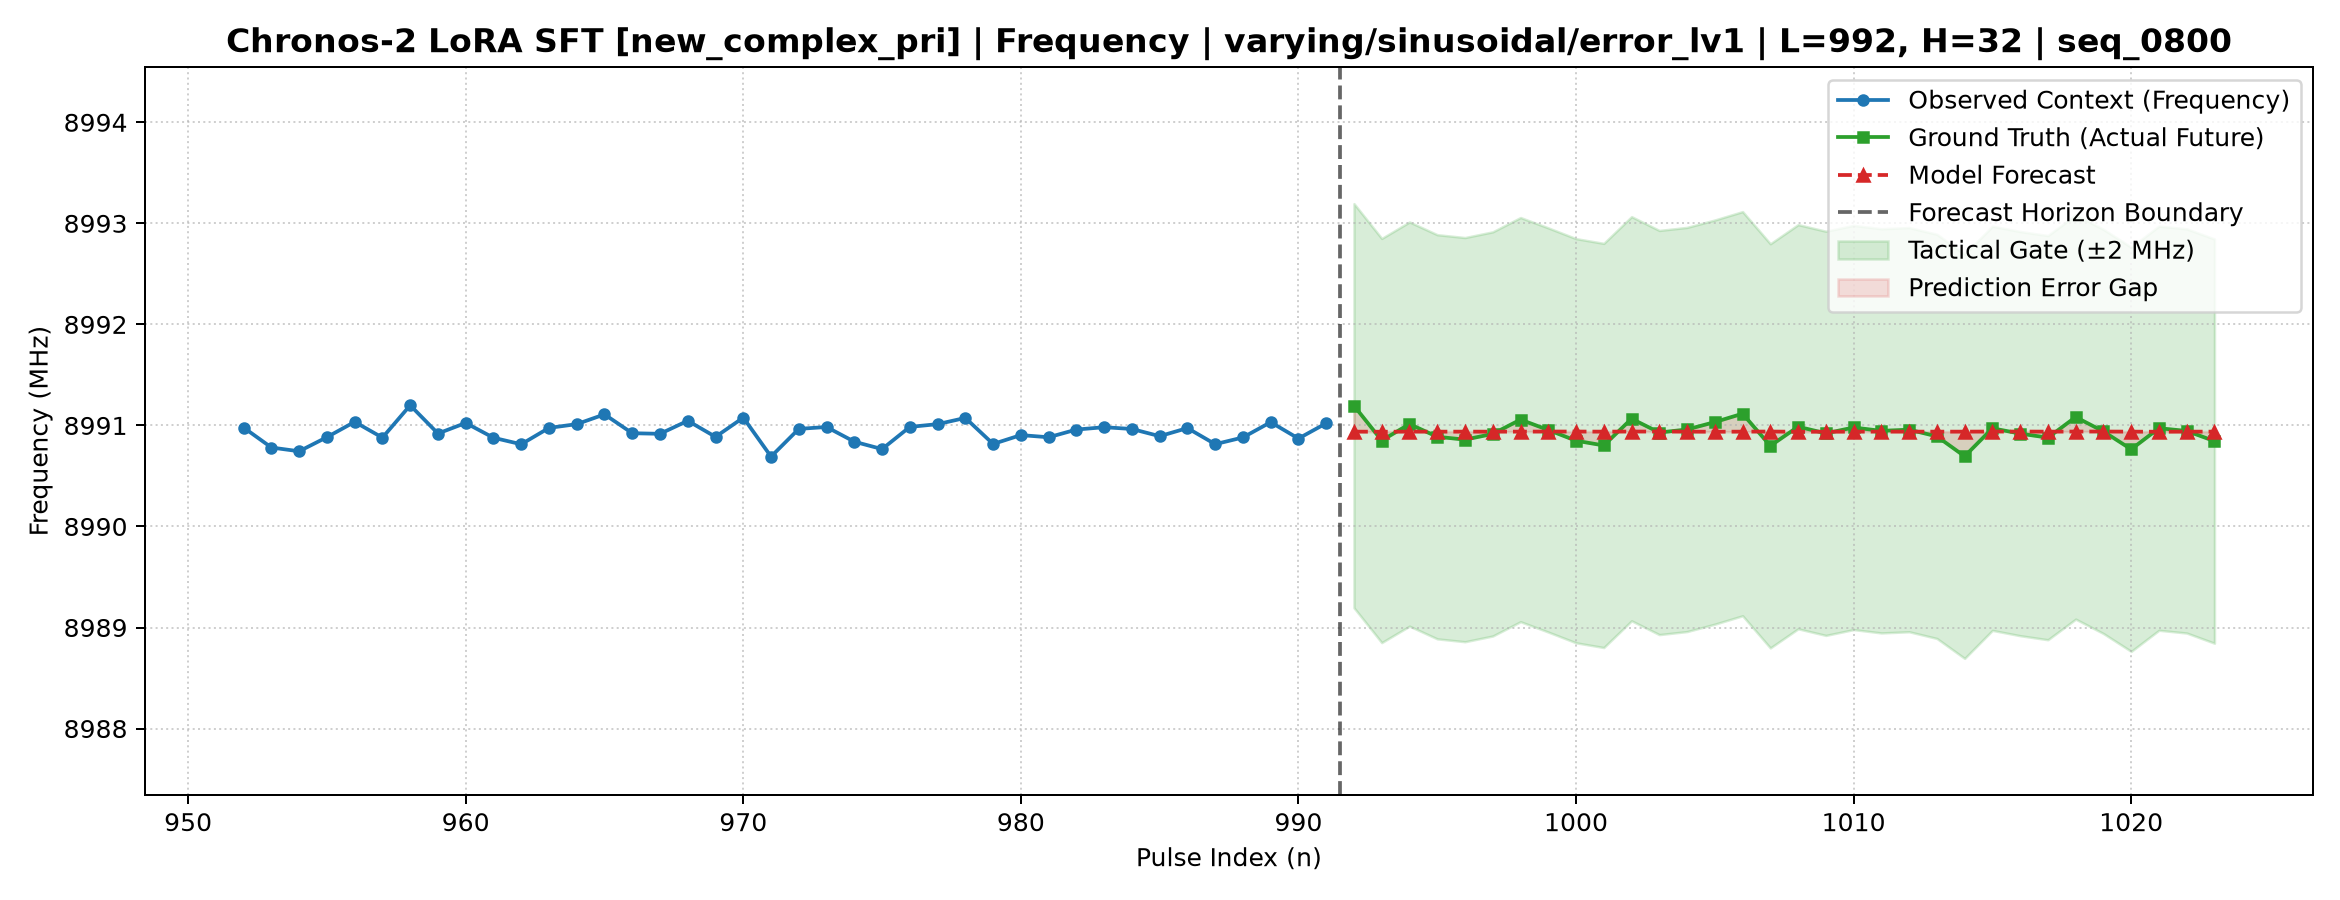 Chronos-2 LoRA SFT [new_complex_pri] | Frequency | varying/sinusoidal/error_lv1 | L=992, H=32 | seq_0800
Observed Context (Frequency)
Ground Truth (Actual Future)
Model Forecast
Forecast Horizon Boundary
Tactical Gate (±2 MHz)
Prediction Error Gap
Frequency (MHz)
8994
8993
8992
8991
8990
8989
8988
950
960
970
980
990
1000
1010
1020
Pulse Index (n)